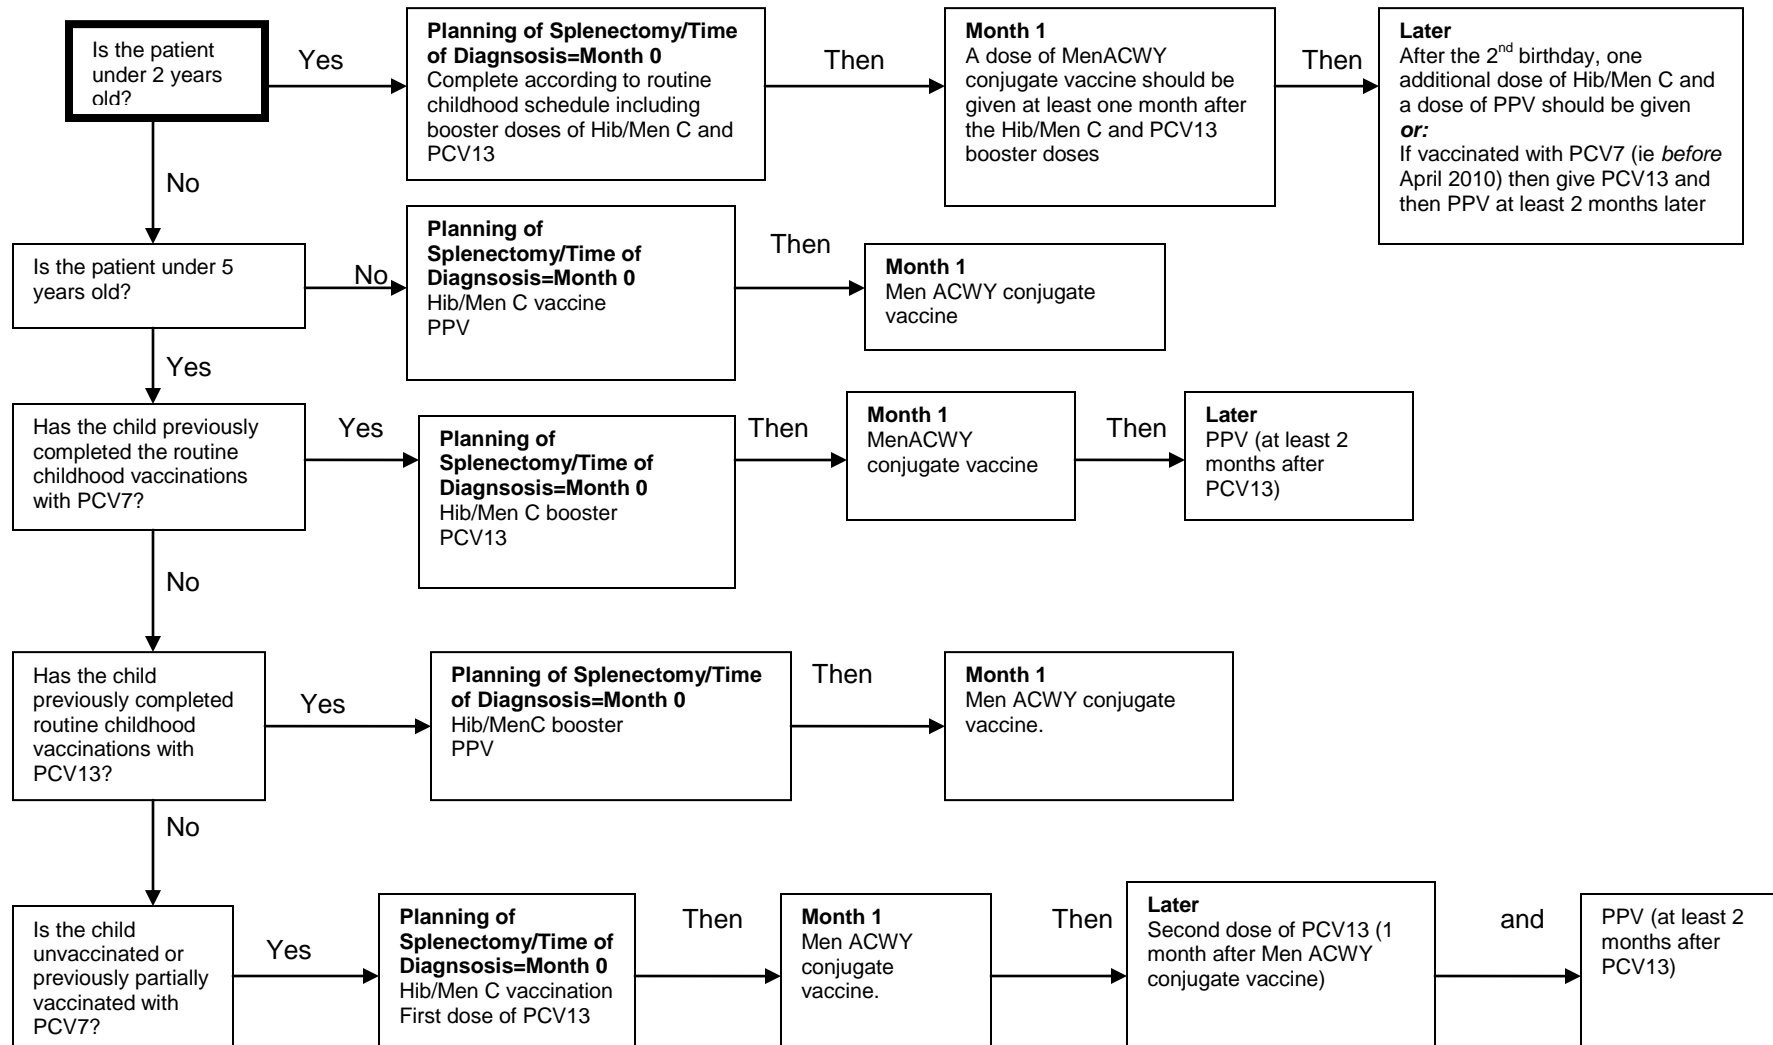 Is the patient
under 2 years
old?
Yes
Planning of Splenectomy/Time
of Diagnsosis=Month 0
Complete according to routine
childhood schedule including
booster doses of Hib/Men C and
PCV13
Then
Month 1
A dose of MenACWY
conjugate vaccine should be
given at least one month after
the Hib/Men C and PCV13
booster doses
Then
Later
After the 2nd birthday, one
additional dose of Hib/Men C and
a dose of PPV should be given
or:
If vaccinated with PCV7 (ie before
April 2010) then give PCV13 and
then PPV at least 2 months later
No
Is the patient under 5
years old?
No
Planning of
Splenectomy/Time of
Diagnsosis=Month 0
Hib/Men C vaccine
PPV
Then
Month 1
Men ACWY conjugate
vaccine
Yes
Has the child previously
completed the routine
childhood vaccinations
with PCV7?
Yes
Planning of
Splenectomy/Time of
Diagnsosis=Month 0
Hib/Men C booster
PCV13
Then
Month 1
MenACWY
conjugate vaccine
Then
Later
PPV (at least 2
months after
PCV13)
No
Has the child
previously completed
routine childhood
vaccinations with
PCV13?
Yes
Planning of Splenectomy/Time
of Diagnsosis=Month 0
Hib/MenC booster
PPV
Then
Month 1
Men ACWY conjugate
vaccine.
No
Is the child
unvaccinated or
previously partially
vaccinated with
PCV7?
Yes
Planning of
Splenectomy/Time of
Diagnsosis=Month 0
Hib/Men C vaccination
First dose of PCV13
Then
Month 1
Men ACWY
conjugate
vaccine.
Then
Later
Second dose of PCV13 (1
month after Men ACWY
conjugate vaccine)
and
PPV (at least 2
months after
PCV13)